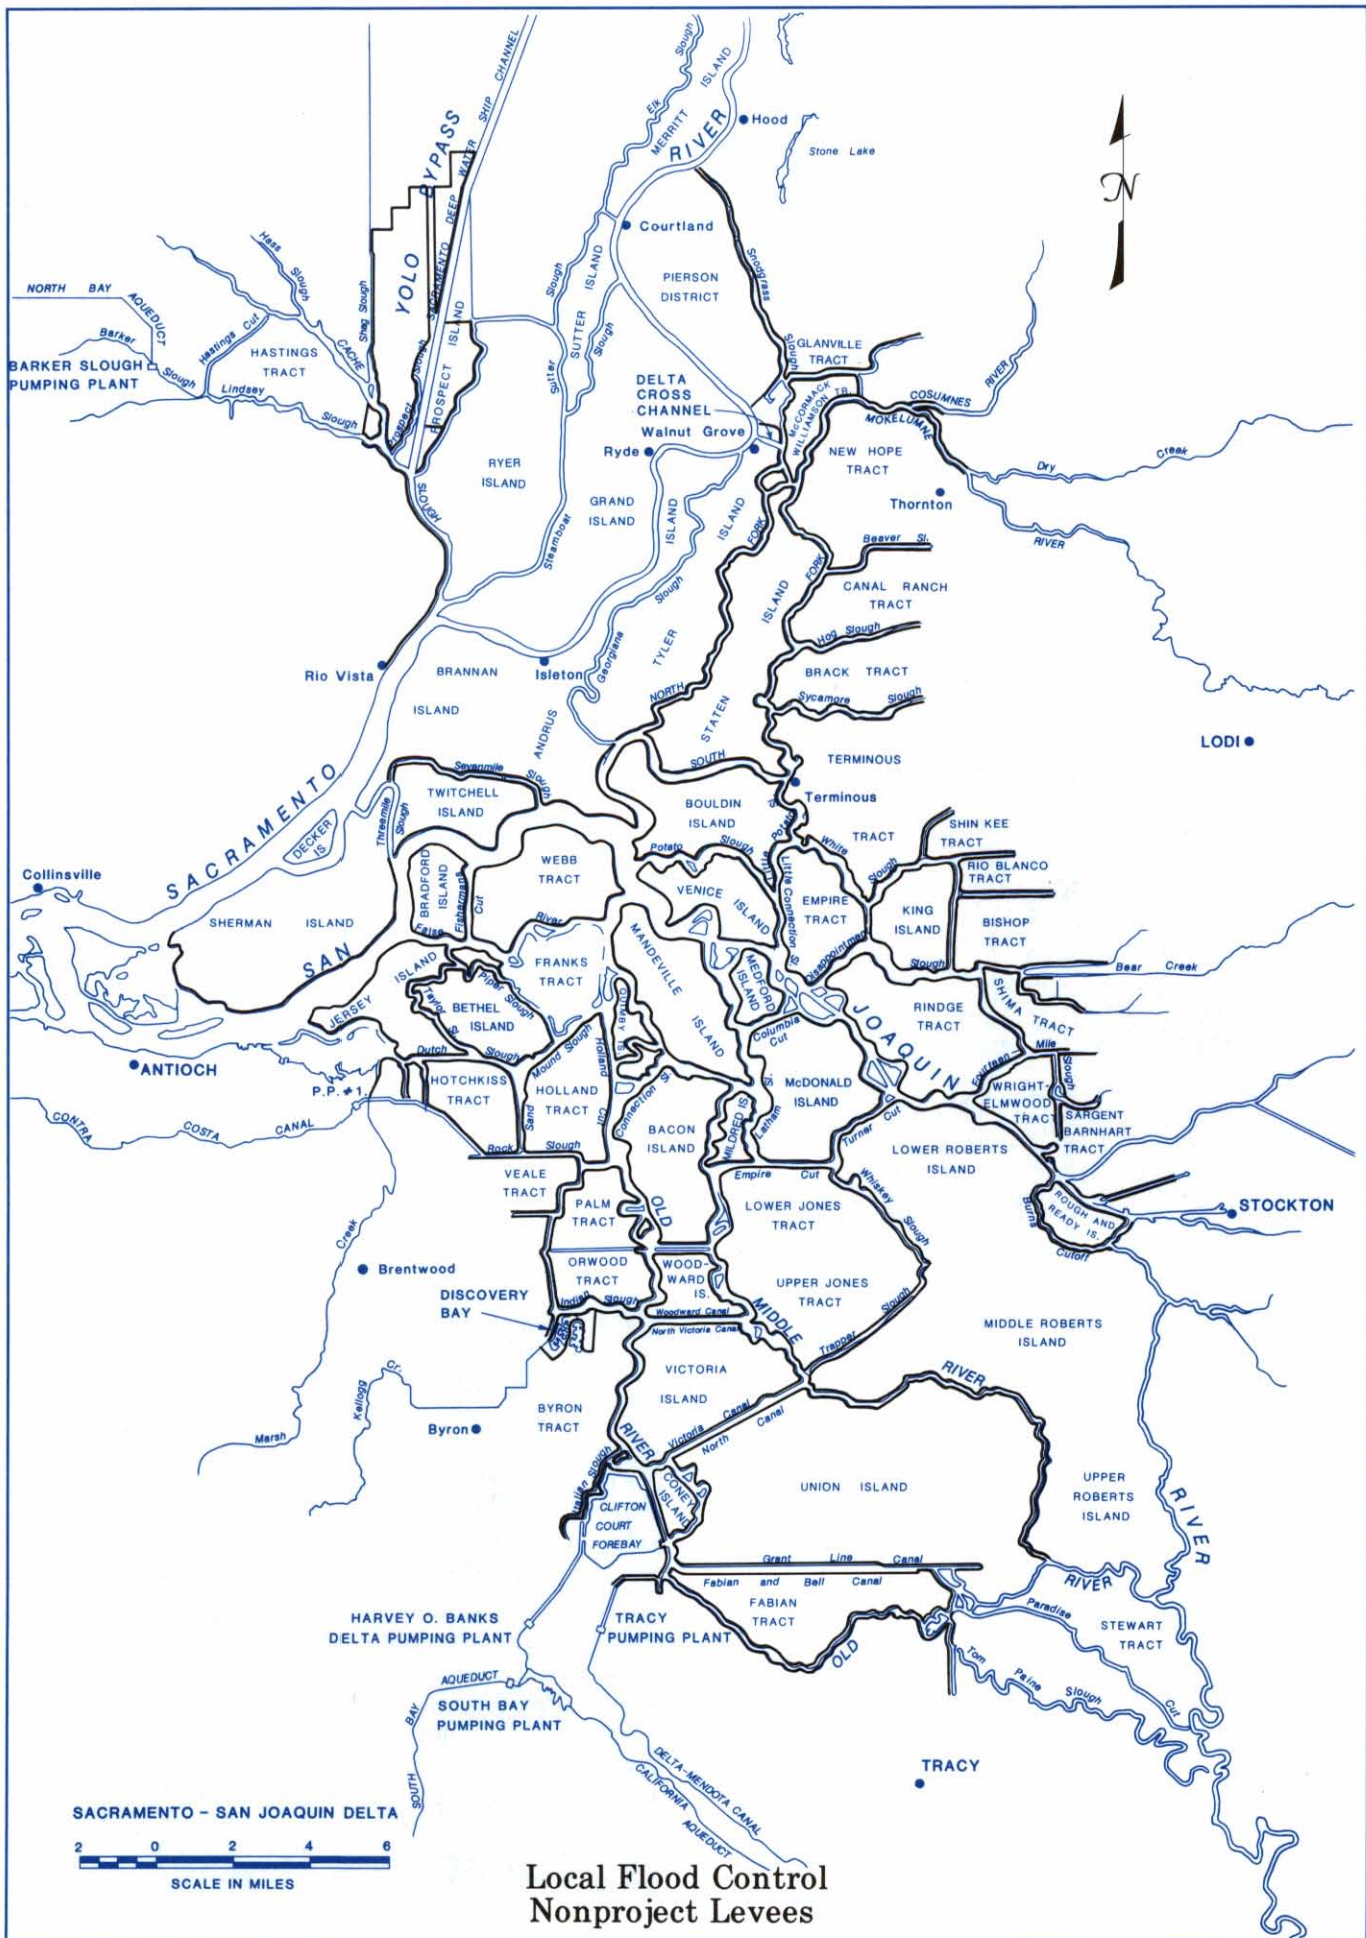 Slough
ISLAND
Elk
MERRITT
RIVER
Hood
Stone Lake
N
SHIP CHANNEL
WATER
DEEP
SACRAMENTO
BYPASS
YOLO
Courtland
PIERSON
DISTRICT
Snodgrass
Slough
Hass
Slough
Shag Slough
NORTH BAY
AQUEDUCT
Barker
Slough
BARKER SLOUGH
PUMPING PLANT
Hastings Cut
HASTINGS
TRACT
CACHE
Lindsey
Slough
Prospect
Slough
PROSPECT
ISLAND
SLOUGH
Slough
Sutter
SUTTER
ISLAND
Slough
Steamboat
GLANVILLE
TRACT
McCORMACK
WILLIAMSON
TR.
COSUMNES
RIVER
MOKELUMNE
DELTA
CROSS
CHANNEL
Walnut Grove
Ryde
RYER
ISLAND
GRAND
ISLAND
ISLAND
ISLAND
NEW HOPE
TRACT
Thornton
Dry
Creek
RIVER
FORK
FORK
Beaver Sl.
CANAL RANCH
TRACT
ISLAND
Hog Slough
BRACK TRACT
Sycamore
Slough
Slough
Georgiana
TYLER
NORTH
STATEN
SOUTH
Rio Vista
BRANNAN
ISLAND
Isleton
ANDRUS
LODI
TERMINOUS
Terminous
TRACT
SACRAMENTO
DECKER
IS.
Threemile
Slough
Sevenmile
Slough
TWITCHELL
ISLAND
BOULDIN
ISLAND
Potato
Slough
Little
Potato
Sl.
White
Slough
SHIN KEE
TRACT
RIO BLANCO
TRACT
Collinsville
SHERMAN ISLAND
SAN
BRADFORD
ISLAND
Fishermans
Cut
WEBB
TRACT
False
River
VENICE
ISLAND
Little Connection Sl.
EMPIRE
TRACT
KING
ISLAND
BISHOP
TRACT
Disappointment
Slough
Bear Creek
JERSEY
ISLAND
Taylor
Sl.
BETHEL
ISLAND
Piper Slough
FRANKS
TRACT
MANDEVILLE
ISLAND
QUIMBY IS.
MEDFORD
ISLAND
Columbia
Cut
JOAQUIN
RINDGE
TRACT
SHIMA TRACT
Fourteen
Mile
Slough
ANTIOCH
P.P. #1.
Dutch
Slough
HOTCHKISS
TRACT
Sand
Mound Slough
HOLLAND
TRACT
Holland
Cut
Connection
Sl.
BACON
ISLAND
MILDRED IS.
Latham
Sl.
McDONALD
ISLAND
Turner
Cut
WRIGHT-
ELMWOOD
TRACT
SARGENT
BARNHART
TRACT
CONTRA COSTA CANAL
Rock Slough
VEALE
TRACT
PALM
TRACT
OLD
Empire Cut
LOWER ROBERTS
ISLAND
Whiskey
Slough
LOWER JONES
TRACT
ROUGH AND
READY IS.
Burns
Cutoff
STOCKTON
Creek
Brentwood
DISCOVERY
BAY
ORWOOD
TRACT
Indian Slough
WOOD-
WARD
IS.
Woodward Canal
North Victoria Canal
MIDDLE
UPPER JONES
TRACT
Trapper
Slough
MIDDLE ROBERTS
ISLAND
RIVER
Kellogg
Cr.
Marsh
Byron
BYRON
TRACT
VICTORIA
ISLAND
Victoria Canal
North Canal
RIVER
Italian Slough
CLIFTON
COURT
FOREBAY
CONEY
ISLAND
UNION ISLAND
UPPER
ROBERTS
ISLAND
RIVER
Grant Line Canal
Fabian and Bell Canal
FABIAN
TRACT
OLD
RIVER
Paradise
Cut
STEWART
TRACT
Tom
Paine
Slough
HARVEY O. BANKS
DELTA PUMPING PLANT
TRACY
PUMPING PLANT
AQUEDUCT
SOUTH BAY
PUMPING PLANT
SOUTH
BAY
DELTA-MENDOTA CANAL
CALIFORNIA
AQUEDUCT
TRACY
SACRAMENTO - SAN JOAQUIN DELTA
2 0 2 4 6
SCALE IN MILES
Local Flood Control
Nonproject Levees